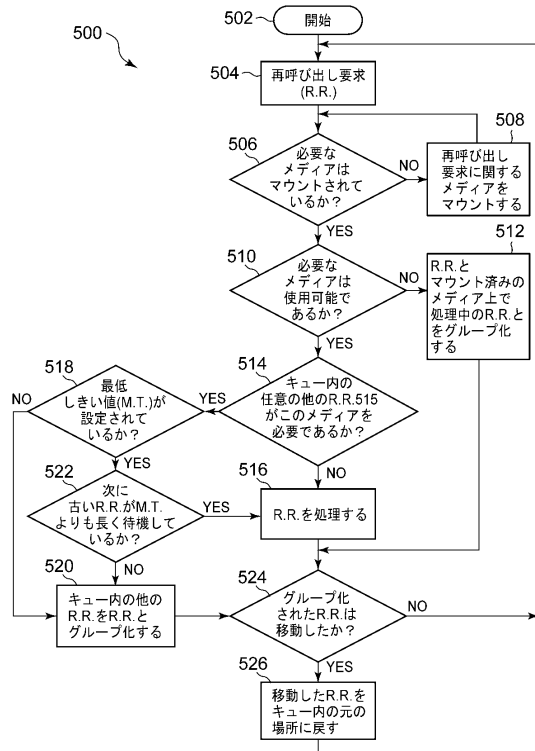 500
502
開始
504
再呼び出し要求
(R.R.)
506
必要な
メディアは
マウントされて
いるか？
NO
508
再呼び出し
要求に関する
メディアを
マウントする
YES
510
必要な
メディアは
使用可能で
あるか？
NO
512
R.R.と
マウント済みの
メディア上で
処理中のR.R.と
をグループ化
する
YES
514
キュー内の
任意の他のR.R.515
がこのメディアを
必要であるか？
YES
NO
518
最低
しきい値(M.T.)が
設定されて
いるか？
NO
YES
522
次に
古いR.R.がM.T.
よりも長く待機して
いるか？
YES
NO
516
R.R.を処理する
520
キュー内の他の
R.R.をR.R.と
グループ化する
524
グループ化
されたR.R.は
移動したか？
NO
YES
526
移動したR.R.を
キュー内の元の
場所に戻す